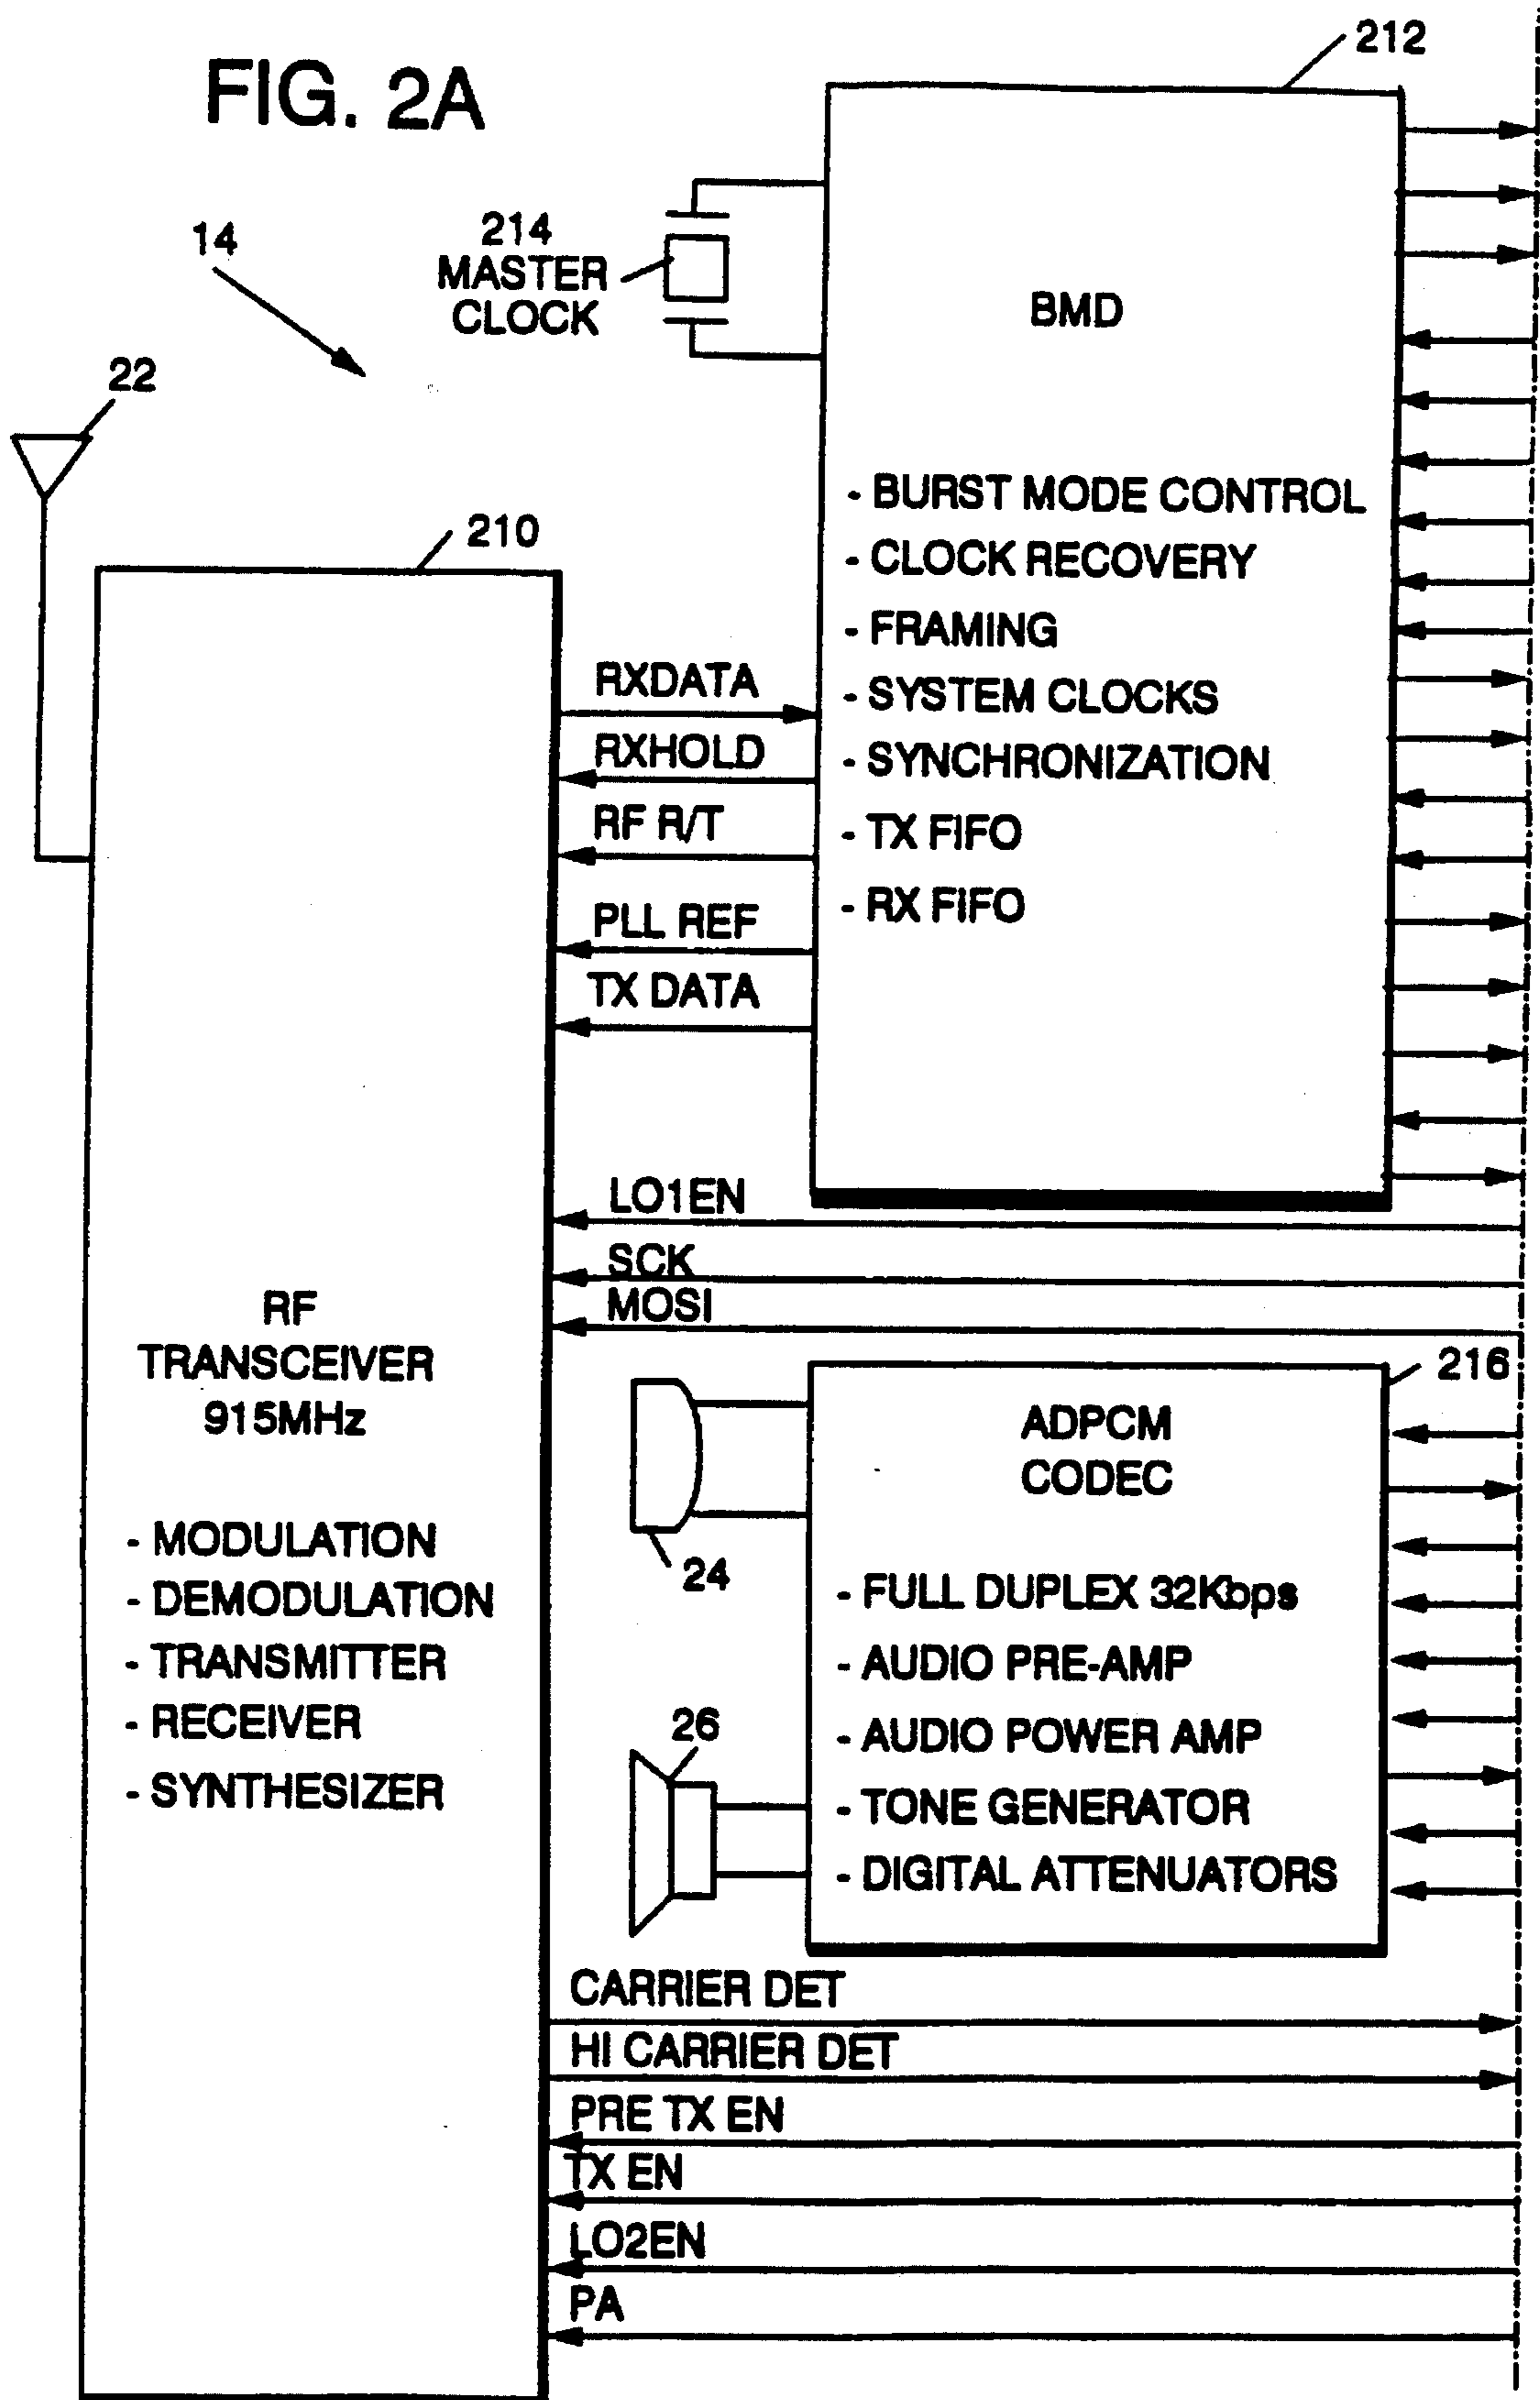 FIG. 2A
212
14
214
MASTER
CLOCK
BMD
22
210
- BURST MODE CONTROL
- CLOCK RECOVERY
- FRAMING
- SYSTEM CLOCKS
- SYNCHRONIZATION
- TX FIFO
- RX FIFO
RXDATA
RXHOLD
RF R/T
PLL REF
TX DATA
LO1EN
SCK
MOSI
RF
TRANSCEIVER
915MHz
- MODULATION
- DEMODULATION
- TRANSMITTER
- RECEIVER
- SYNTHESIZER
216
ADPCM
CODEC
24
- FULL DUPLEX 32Kbps
- AUDIO PRE-AMP
- AUDIO POWER AMP
- TONE GENERATOR
- DIGITAL ATTENUATORS
26
CARRIER DET
HI CARRIER DET
PRE TX EN
TX EN
LO2EN
PA